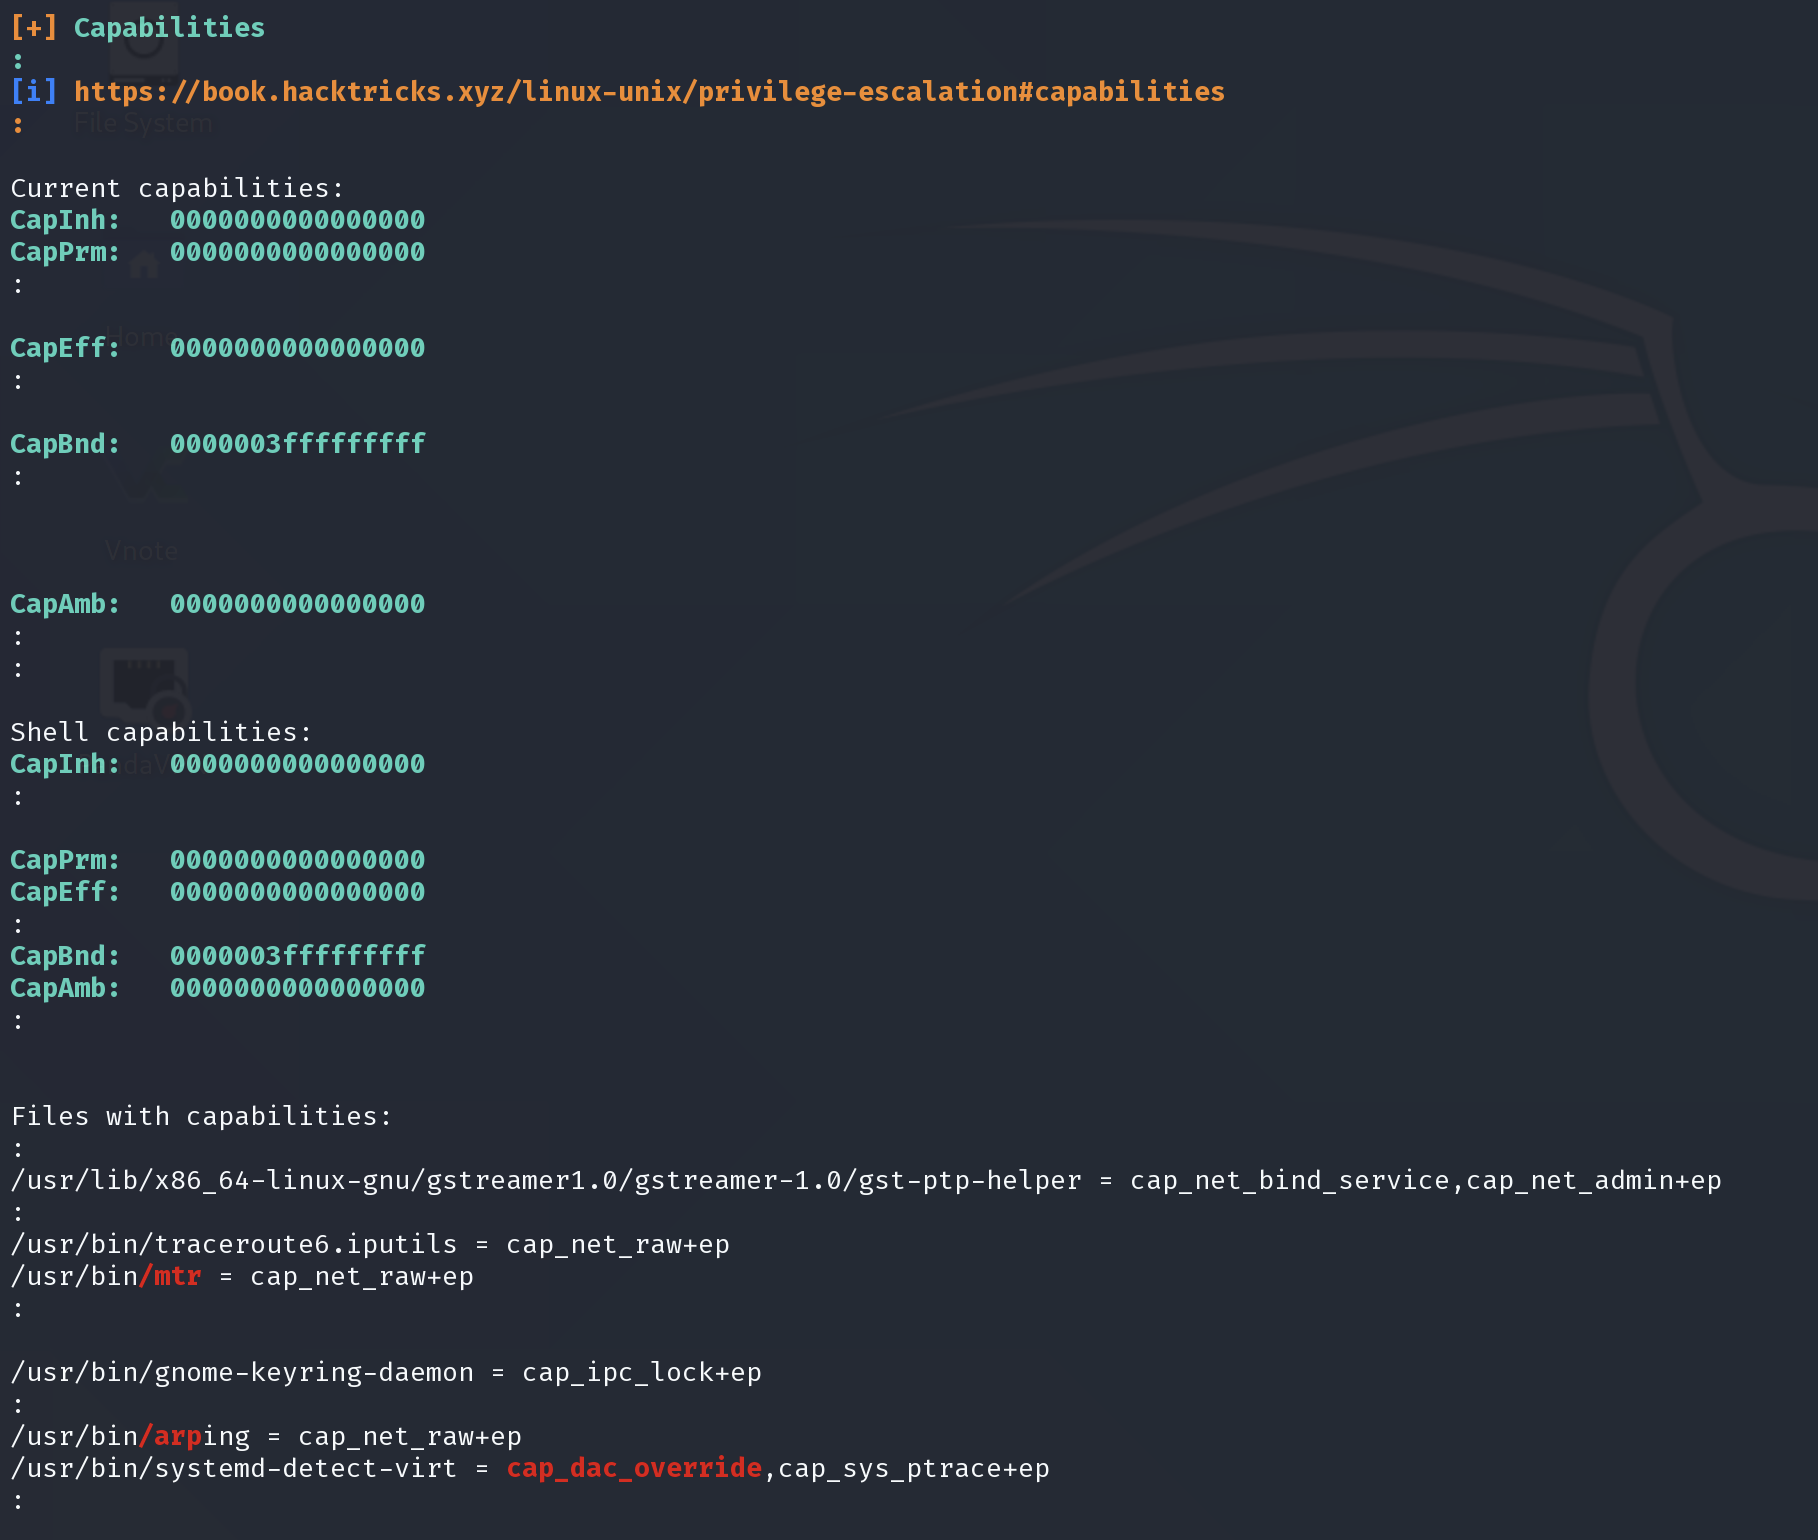 [+] Capabilities
:
[i] https://book.hacktricks.xyz/linux-unix/privilege-escalation#capabilities
:
File System
Current capabilities:
CapInh:   0000000000000000
CapPrm:   0000000000000000
:
Home
CapEff:   0000000000000000
:
CapBnd:   0000003fffffffff
:
Vnote
CapAmb:   0000000000000000
:
:
Shell capabilities:
CapInh:   0000000000000000
:
CapPrm:   0000000000000000
CapEff:   0000000000000000
:
CapBnd:   0000003fffffffff
CapAmb:   0000000000000000
:
Files with capabilities:
:
/usr/lib/x86_64-linux-gnu/gstreamer1.0/gstreamer-1.0/gst-ptp-helper = cap_net_bind_service,cap_net_admin+ep
:
/usr/bin/traceroute6.iputils = cap_net_raw+ep
/usr/bin/mtr = cap_net_raw+ep
:
/usr/bin/gnome-keyring-daemon = cap_ipc_lock+ep
:
/usr/bin/arping = cap_net_raw+ep
/usr/bin/systemd-detect-virt = cap_dac_override,cap_sys_ptrace+ep
: